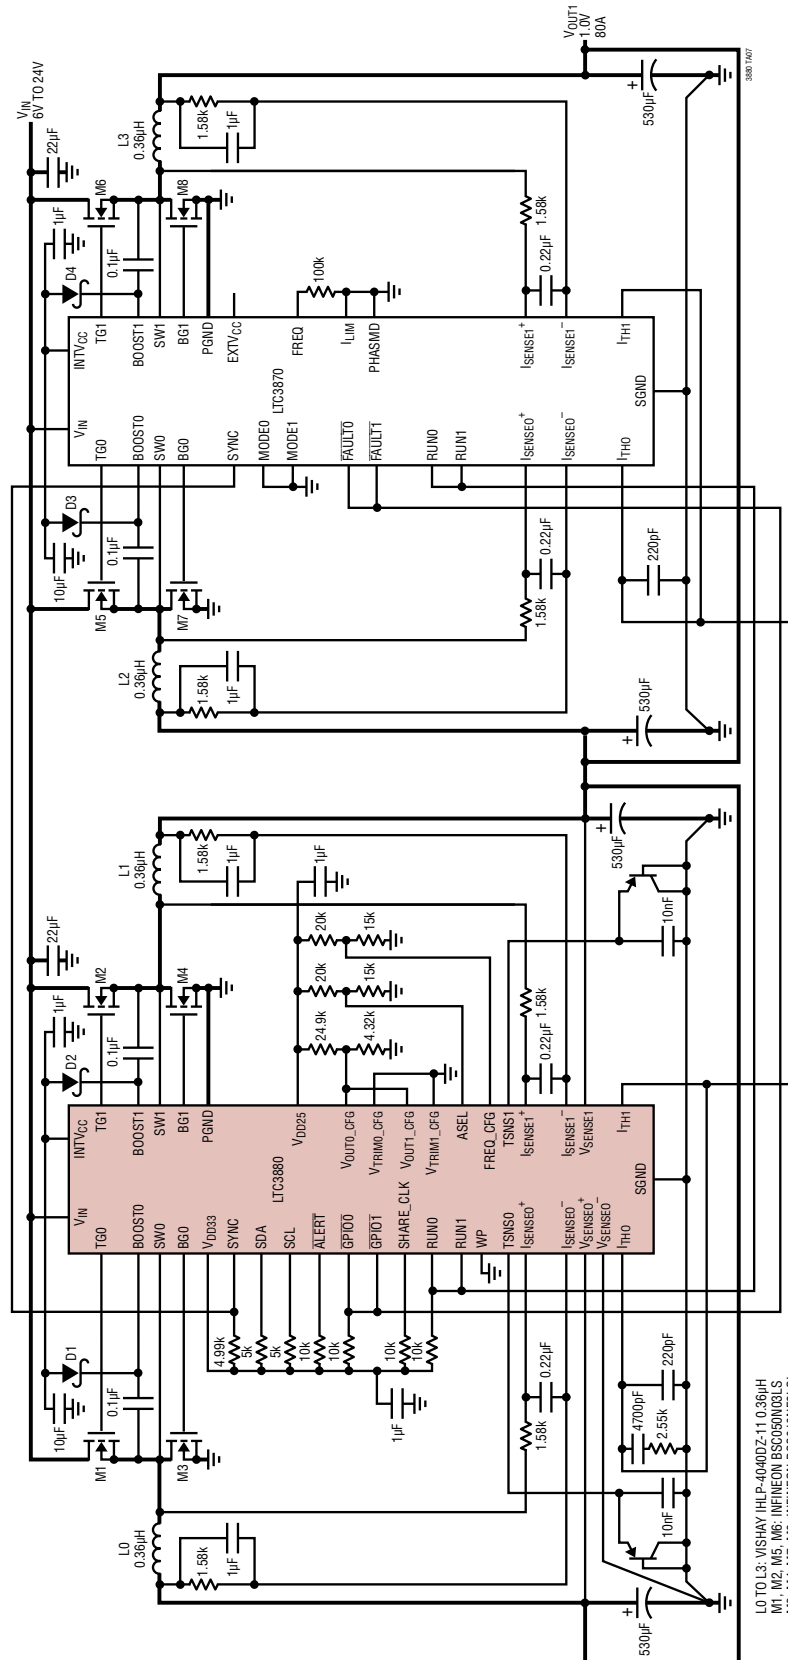 VIN
6V TO 24V
10µF
D1
D2
1µF
22µF
M1
0.1µF
0.1µF
M2
M3
M4
L0
0.36µH
L1
0.36µH
1.58k
1µF
1.58k
1µF
VIN
INTVCC
TG0
TG1
BOOST0
BOOST1
SW0
SW1
BG0
BG1
PGND
LTC3880
VDD33
SYNC
SDA
SCL
ALERT
GPIO0
GPIO1
SHARE_CLK
RUN0
RUN1
WP
TSNS0
ISENSE0+
ISENSE0–
VSENSE0+
VSENSE0–
ITH0
VDD25
VOUT0_CFG
VTRIM0_CFG
VOUT1_CFG
VTRIM1_CFG
ASEL
FREQ_CFG
TSNS1
ISENSE1+
ISENSE1–
VSENSE1
ITH1
SGND
4.99k
5k
5k
10k
10k
10k
10k
1µF
1µF
24.9k
20k
20k
4.32k
15k
15k
0.22µF
1.58k
0.22µF
1.58k
4700pF
2.55k
220pF
10nF
10nF
530µF
+
530µF
+
10µF
D3
D4
1µF
22µF
M5
0.1µF
0.1µF
M6
M7
M8
L2
0.36µH
L3
0.36µH
1.58k
1µF
1.58k
1µF
VIN
INTVCC
TG0
TG1
BOOST0
BOOST1
SW0
SW1
BG0
BG1
PGND
EXTVCC
LTC3870
SYNC
MODE0
MODE1
FAULT0
FAULT1
RUN0
RUN1
ISENSE0+
ISENSE0–
ITH0
FREQ
ILIM
PHASMD
ISENSE1+
ISENSE1–
ITH1
SGND
100k
0.22µF
1.58k
0.22µF
1.58k
220pF
530µF
+
530µF
+
VOUT1
1.0V
80A
3880 TA07
L0 TO L3: VISHAY IHLP-4040DZ-11 0.36µH
M1, M2, M5, M6: INFINEON BSC050N03LS